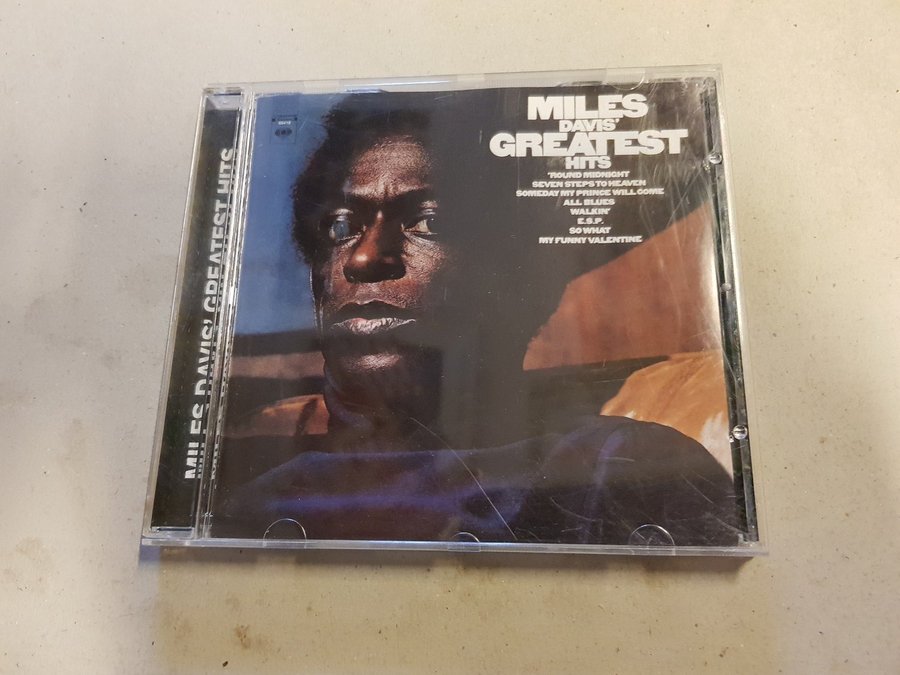 MILES
DAVIS'
GREATEST
HITS
'ROUND MIDNIGHT
SEVEN STEPS TO HEAVEN
SOMEDAY MY PRINCE WILL COME
ALL BLUES
WALKIN'
E.S.P.
SO WHAT
MY FUNNY VALENTINE
MILES DAVIS' GREATEST HITS